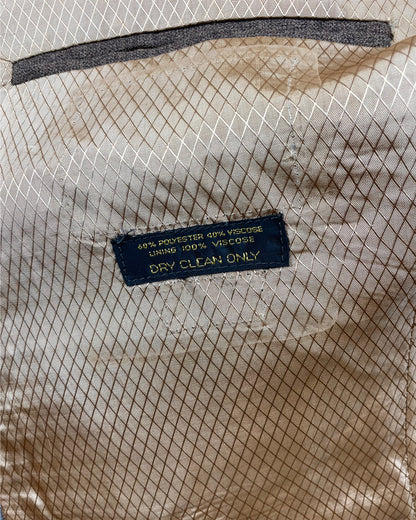 60% POLYESTER 40% VISCOSE
LINING 100% VISCOSE
DRY CLEAN ONLY